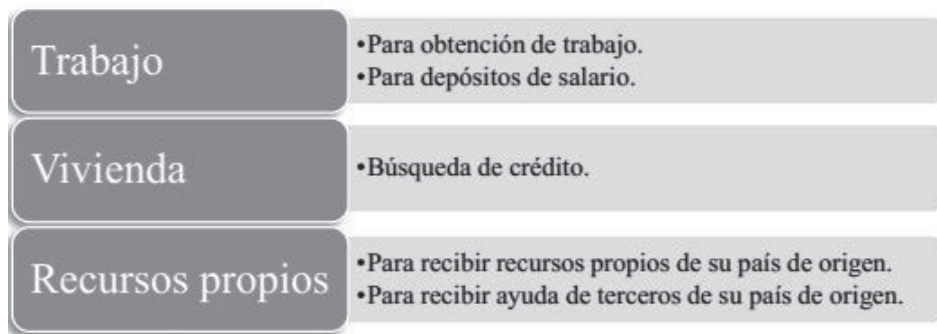 Trabajo
•Para obtención de trabajo.
•Para depósitos de salario.
Vivienda
•Búsqueda de crédito.
Recursos propios
•Para recibir recursos propios de su país de origen.
•Para recibir ayuda de terceros de su país de origen.